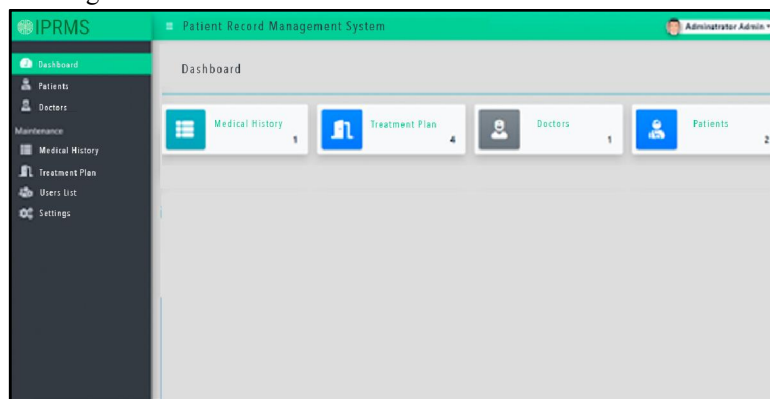 IPRMS
Patient Record Management System
Adminstrator Admin
Dashboard
Patients
Doctors
Maintenance
Medical History
Treatment Plan
Users List
Settings
Dashboard
Medical History
1
Treatment Plan
4
Doctors
1
Patients
2